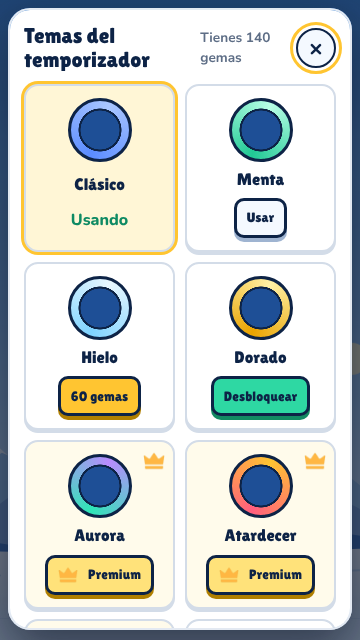 Temas del
temporizador
Tienes 140
gemas
Clásico
Usando
Menta
Usar
Hielo
60 gemas
Dorado
Desbloquear
Aurora
Premium
Atardecer
Premium